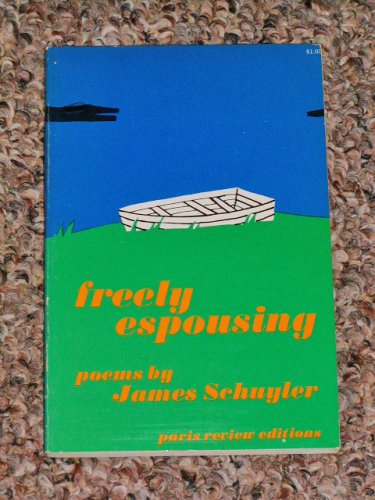 $1.95
freely
espousing
poems by
James Schuyler
paris review editions